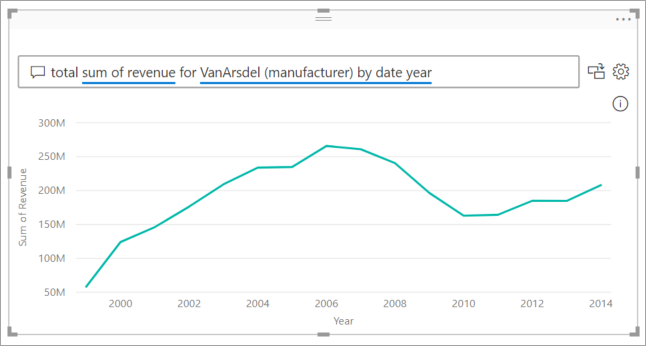 total sum of revenue for VanArsdel (manufacturer) by date year
300M
250M
200M
150M
100M
50M
Sum of Revenue
2000 2002 2004 2006 2008 2010 2012 2014
Year